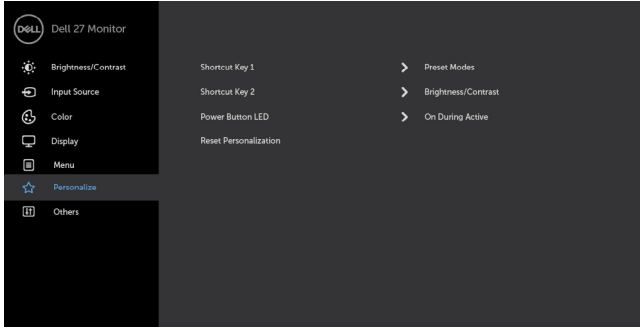 DELL Dell 27 Monitor
Brightness/Contrast Shortcut Key 1 Preset Modes
Input Source Shortcut Key 2 Brightness/Contrast
Color Power Button LED On During Active
Display Reset Personalization
Menu
Personalize
Others